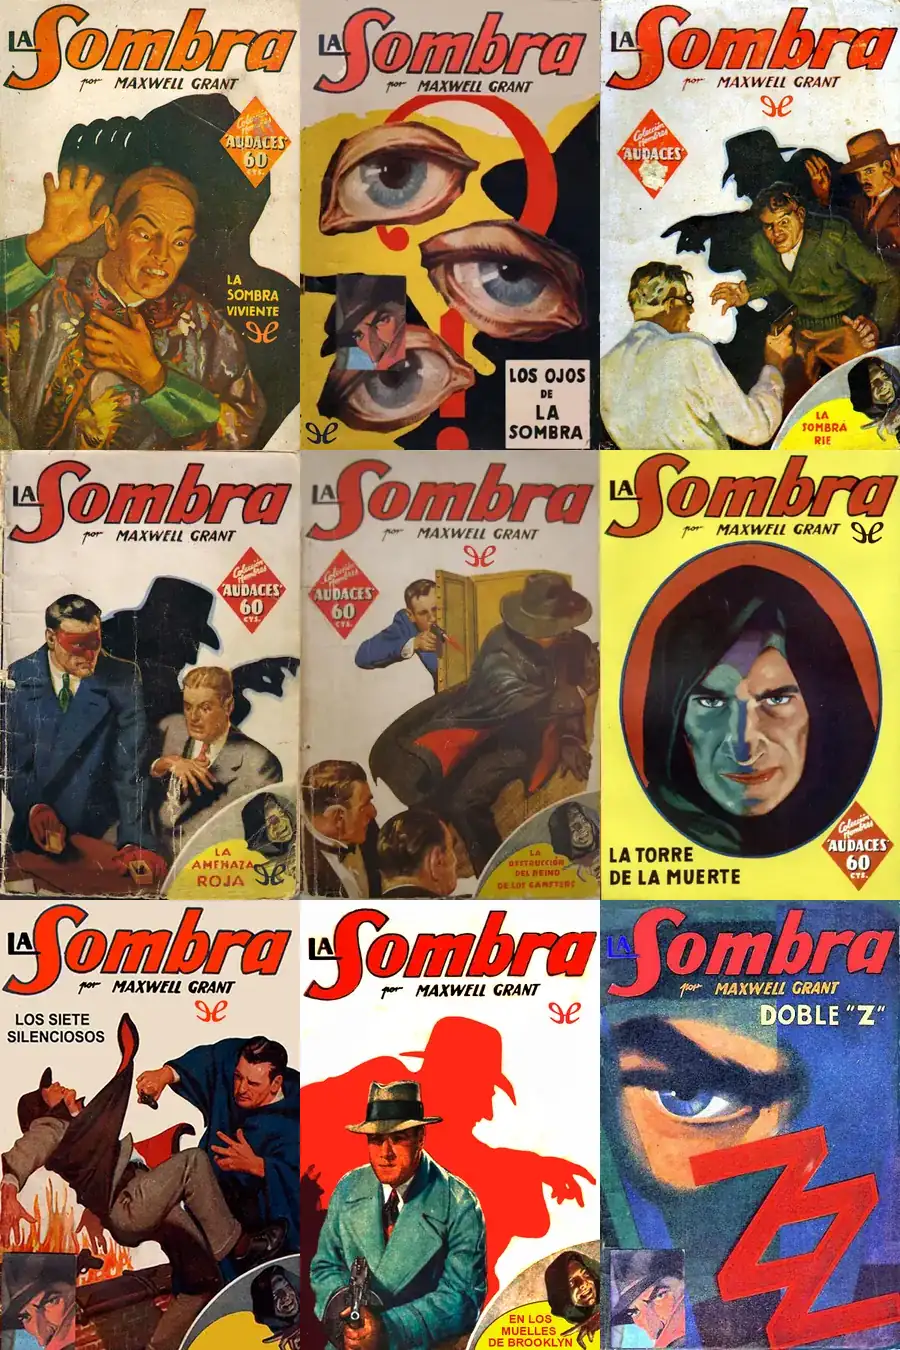 LA Sombra
por MAXWELL GRANT
Colección
Hombres
"AUDACES"
60
CTS.
LA
SOMBRA
VIVIENTE
LA Sombra
por MAXWELL GRANT
LOS OJOS
DE
LA
SOMBRA
LA Sombra
por MAXWELL GRANT
Colección
Hombres
"AUDACES"
LA
SOMBRA
RIE
LA Sombra
por MAXWELL GRANT
Colección
Hombres
"AUDACES"
60
CTS.
LA
AMENAZA
ROJA
LA Sombra
por MAXWELL GRANT
Colección
Hombres
"AUDACES"
60
CTS.
LA
DESTRUCCIÓN
DEL REINO
DE LOS GANSTERS
LA Sombra
por MAXWELL GRANT
LA TORRE
DE LA MUERTE
Colección
Hombres
"AUDACES"
60
CTS.
LA Sombra
por MAXWELL GRANT
LOS SIETE
SILENCIOSOS
LA Sombra
por MAXWELL GRANT
EN LOS
MUELLES
DE BROOKLYN
LA Sombra
por MAXWELL GRANT
DOBLE "Z"